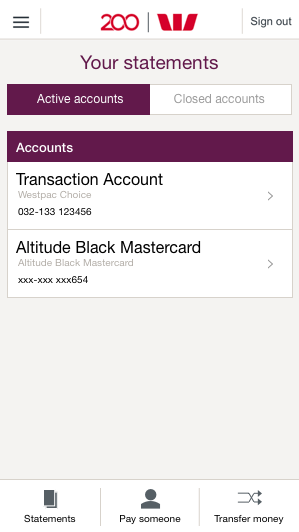 200
Sign out
Your statements
Active accounts
Closed accounts
Accounts
Transaction Account
Westpac Choice
032-133 123456
Altitude Black Mastercard
Altitude Black Mastercard
xxx-xxx xxx654
Statements
Pay someone
Transfer money